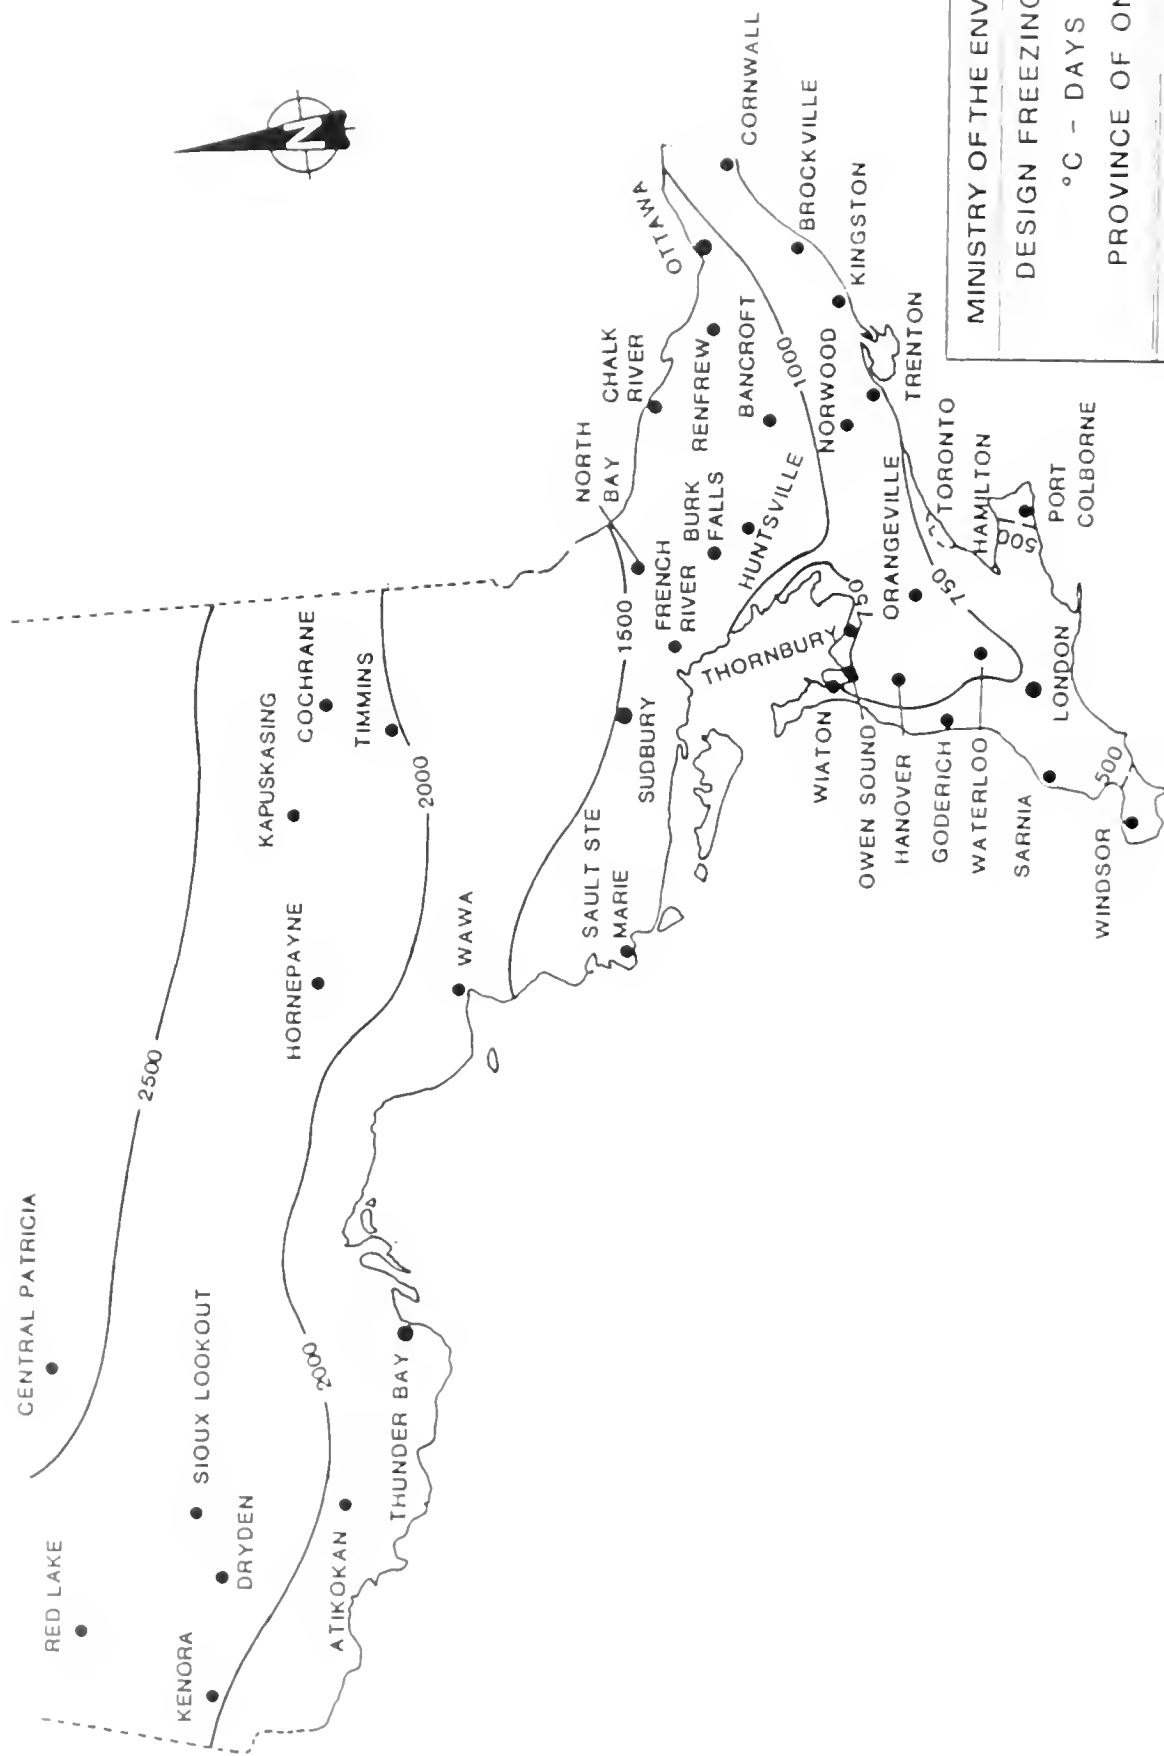 RED LAKE
CENTRAL PATRICIA
SIOUX LOOKOUT
DRYDEN
KENORA
ATIKOKAN
THUNDER BAY
2500
2000
2000
HORNEPAYNE
KAPUSKASING
COCHRANE
TIMMINS
WAWA
SAULT STE
MARIE
SUDBURY
1500
NORTH
BAY
FRENCH
RIVER
BURK
FALLS
HUNTSVILLE
CHALK
RIVER
RENFREW
BANCROFT
OTTAWA
CORNWALL
BROCKVILLE
KINGSTON
1000
NORWOOD
TRENTON
THORNBURY
WIATON
OWEN SOUND
HANOVER
GODERICH
WATERLOO
SARNIA
WINDSOR
ORANGEVILLE
750
TORONTO
HAMILTON
500
PORT
COLBORNE
LONDON
500
N
MINISTRY OF THE ENV
DESIGN FREEZING
°C - DAYS
PROVINCE OF ON